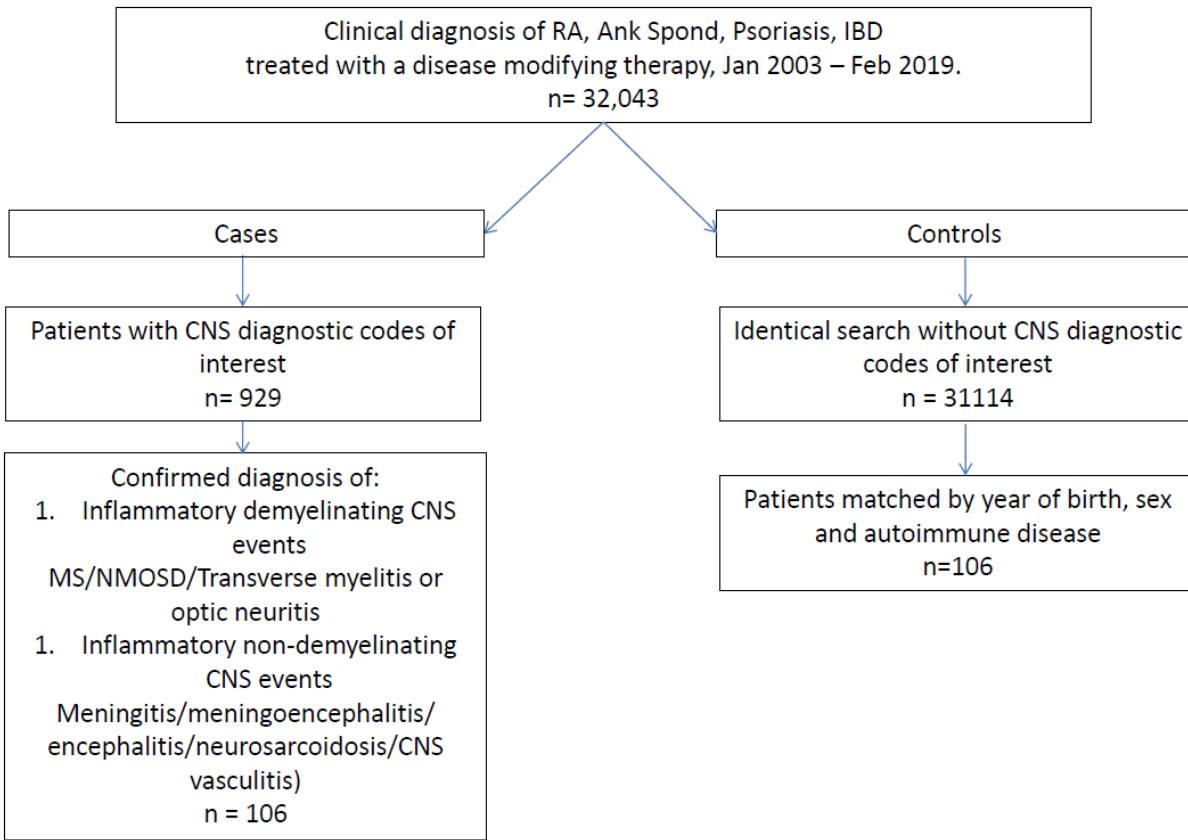 Clinical diagnosis of RA, Ank Spond, Psoriasis, IBD
treated with a disease modifying therapy, Jan 2003 – Feb 2019.
n= 32,043
Cases
Controls
Patients with CNS diagnostic codes of
interest
n= 929
Identical search without CNS diagnostic
codes of interest
n = 31114
Confirmed diagnosis of:
1. Inflammatory demyelinating CNS
events
MS/NMOSD/Transverse myelitis or
optic neuritis
1. Inflammatory non-demyelinating
CNS events
Meningitis/meningoencephalitis/
encephalitis/neurosarcoidosis/CNS
vasculitis)
n = 106
Patients matched by year of birth, sex
and autoimmune disease
n=106